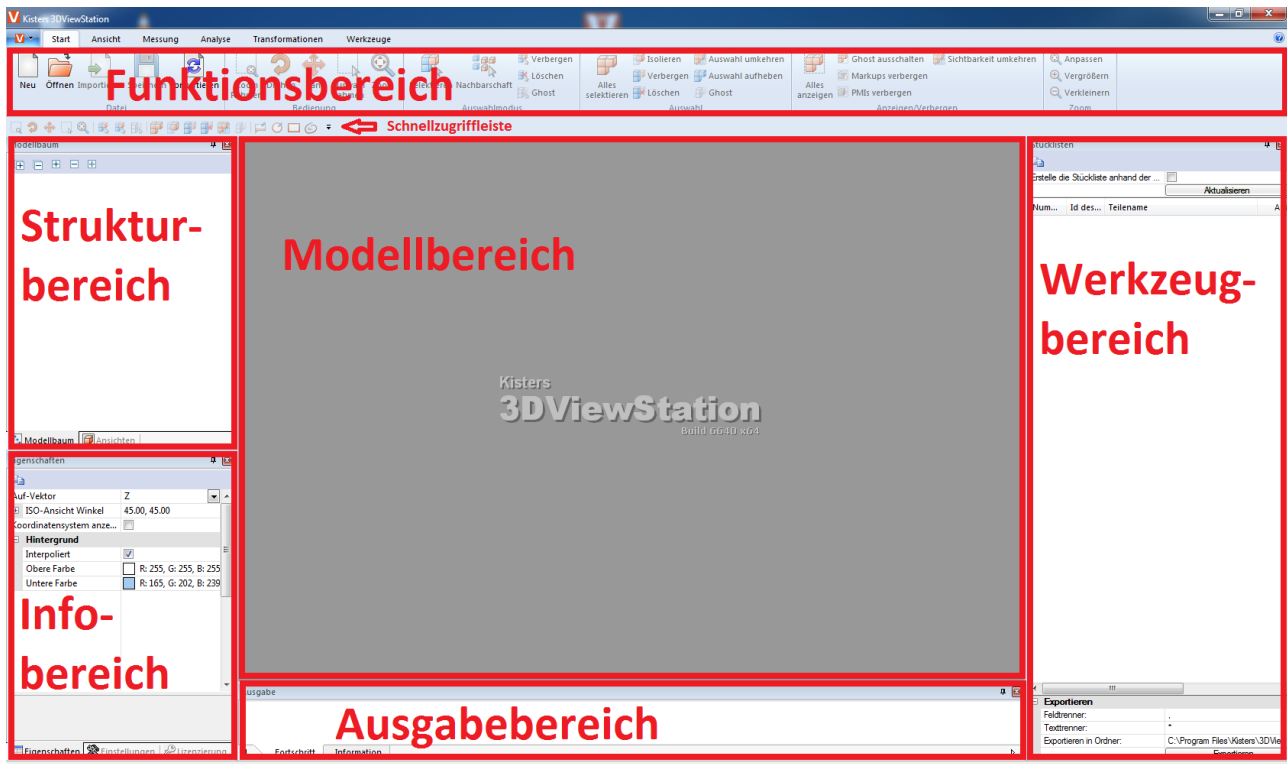 Kisters 3DViewStation
Start Ansicht Messung Analyse Transformationen Werkzeuge
Verbergen Isolieren Auswahl umkehren Ghost ausschalten Sichtbarkeit umkehren Anpassen
Löschen Verbergen Auswahl aufheben Markups verbergen Vergrößern
Ghost Löschen Ghost PMIs verbergen Verkleinern
Neu Öffnen Nachbarschaft Alles selektieren Alles anzeigen
Funktionsbereich
Datei Bedienung Auswahlmodus Auswahl Anzeigen/Verbergen Zoom
Schnellzugriffleiste
Modellbaum
Struktur-
bereich
Modellbaum Ansichten
Modellbereich
Kisters
3DViewStation
Build 6640 x64
Stücklisten
Erstelle die Stückliste anhand der ...
Aktualisieren
Num... Id des... Teilename A
Werkzeug-
bereich
Eigenschaften
Auf-Vektor Z
ISO-Ansicht Winkel 45.00, 45.00
Koordinatensystem anze...
Hintergrund
Interpoliert
Obere Farbe R: 255, G: 255, B: 255
Untere Farbe R: 165, G: 202, B: 239
Info-
bereich
Eigenschaften Einstellungen Lizenzierung
Ausgabe
Ausgabebereich
Fortschritt Information
Exportieren
Feldtrenner: ,
Texttrenner: "
Exportieren in Ordner: C:\Program Files\Kisters\3DVie
Exportieren